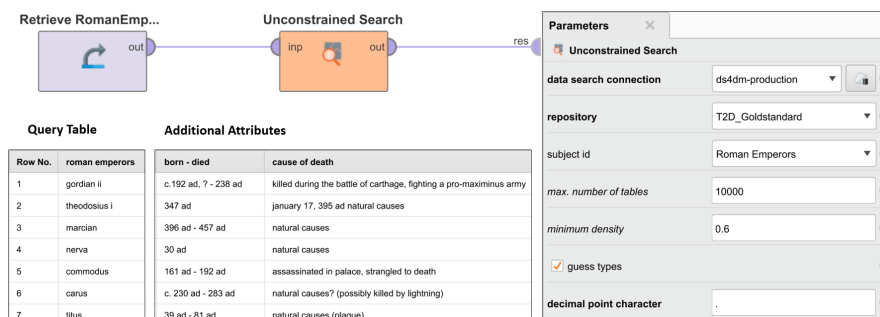 Retrieve RomanEmp...
out
Unconstrained Search
inp
out
res
Query Table
Row No.
roman emperors
1
gordian ii
2
theodosius i
3
marcian
4
nerva
5
commodus
6
carus
7
titus
Additional Attributes
born - died
cause of death
c.192 ad, ? - 238 ad
killed during the battle of carthage, fighting a pro-maximinus army
347 ad
january 17, 395 ad natural causes
396 ad - 457 ad
natural causes
30 ad
natural causes
161 ad - 192 ad
assassinated in palace, strangled to death
c. 230 ad - 283 ad
natural causes? (possibly killed by lightning)
39 ad - 81 ad
natural causes (plague)
Parameters
Unconstrained Search
data search connection
ds4dm-production
repository
T2D_Goldstandard
subject id
Roman Emperors
max. number of tables
10000
minimum density
0.6
guess types
decimal point character
.